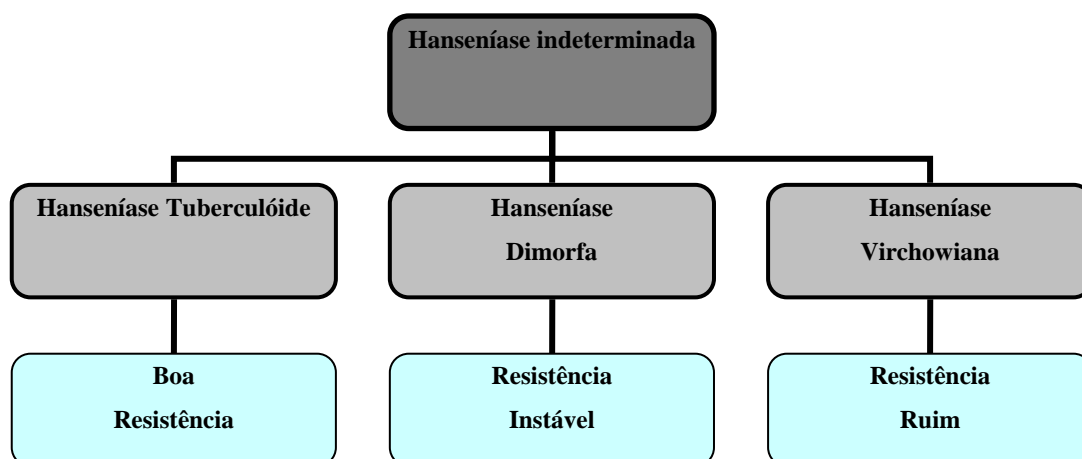 Hanseníase indeterminada
Hanseníase Tuberculóide
Hanseníase
Dimorfa
Hanseníase
Virchowiana
Boa
Resistência
Resistência
Instável
Resistência
Ruim